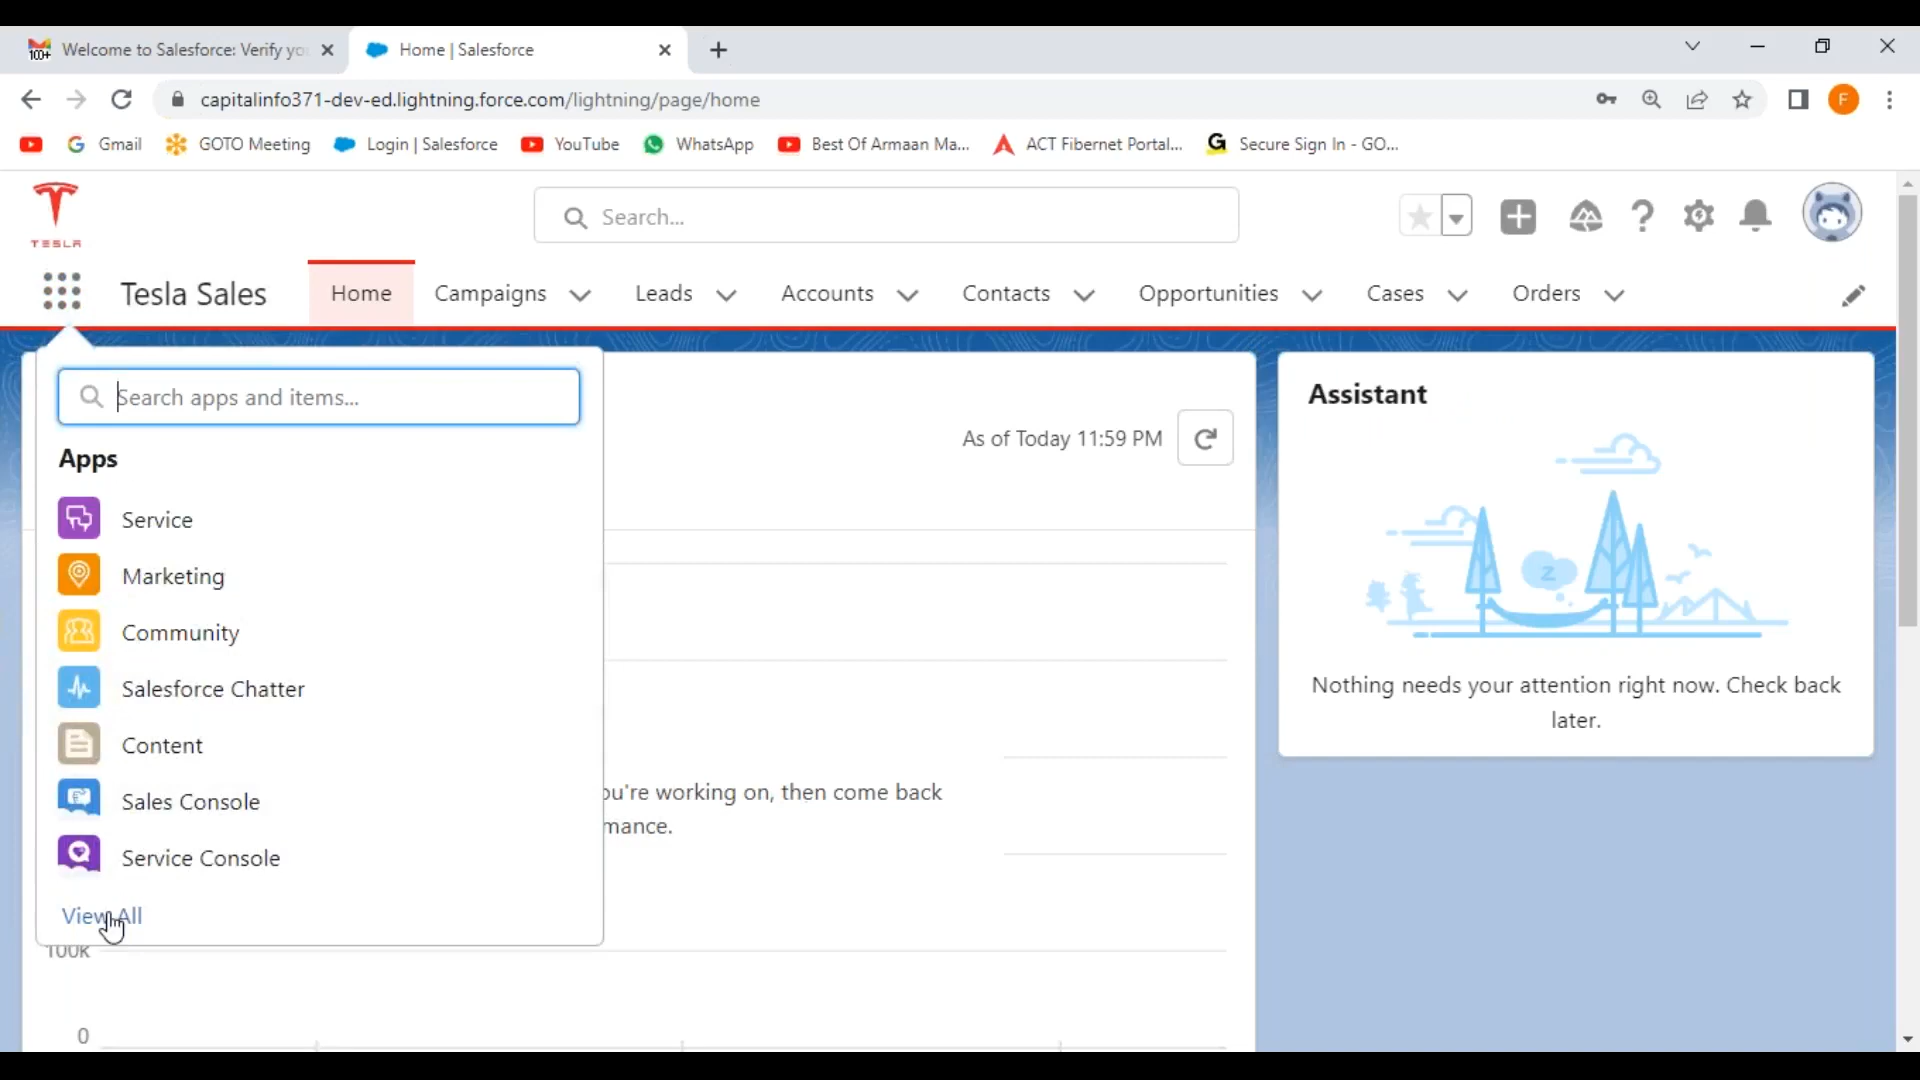 100+ Welcome to Salesforce: Verify yo
Home | Salesforce
capitalinfo371-dev-ed.lightning.force.com/lightning/page/home
F
Gmail
GOTO Meeting
Login | Salesforce
YouTube
WhatsApp
Best Of Armaan Ma...
ACT Fibernet Portal...
Secure Sign In - GO...
TESLA
Search...
Tesla Sales
Home
Campaigns
Leads
Accounts
Contacts
Opportunities
Cases
Orders
Search apps and items...
Apps
Service
Marketing
Community
Salesforce Chatter
Content
Sales Console
Service Console
View All
As of Today 11:59 PM
ou're working on, then come back
mance.
100K
0
Assistant
z
Nothing needs your attention right now. Check back
later.